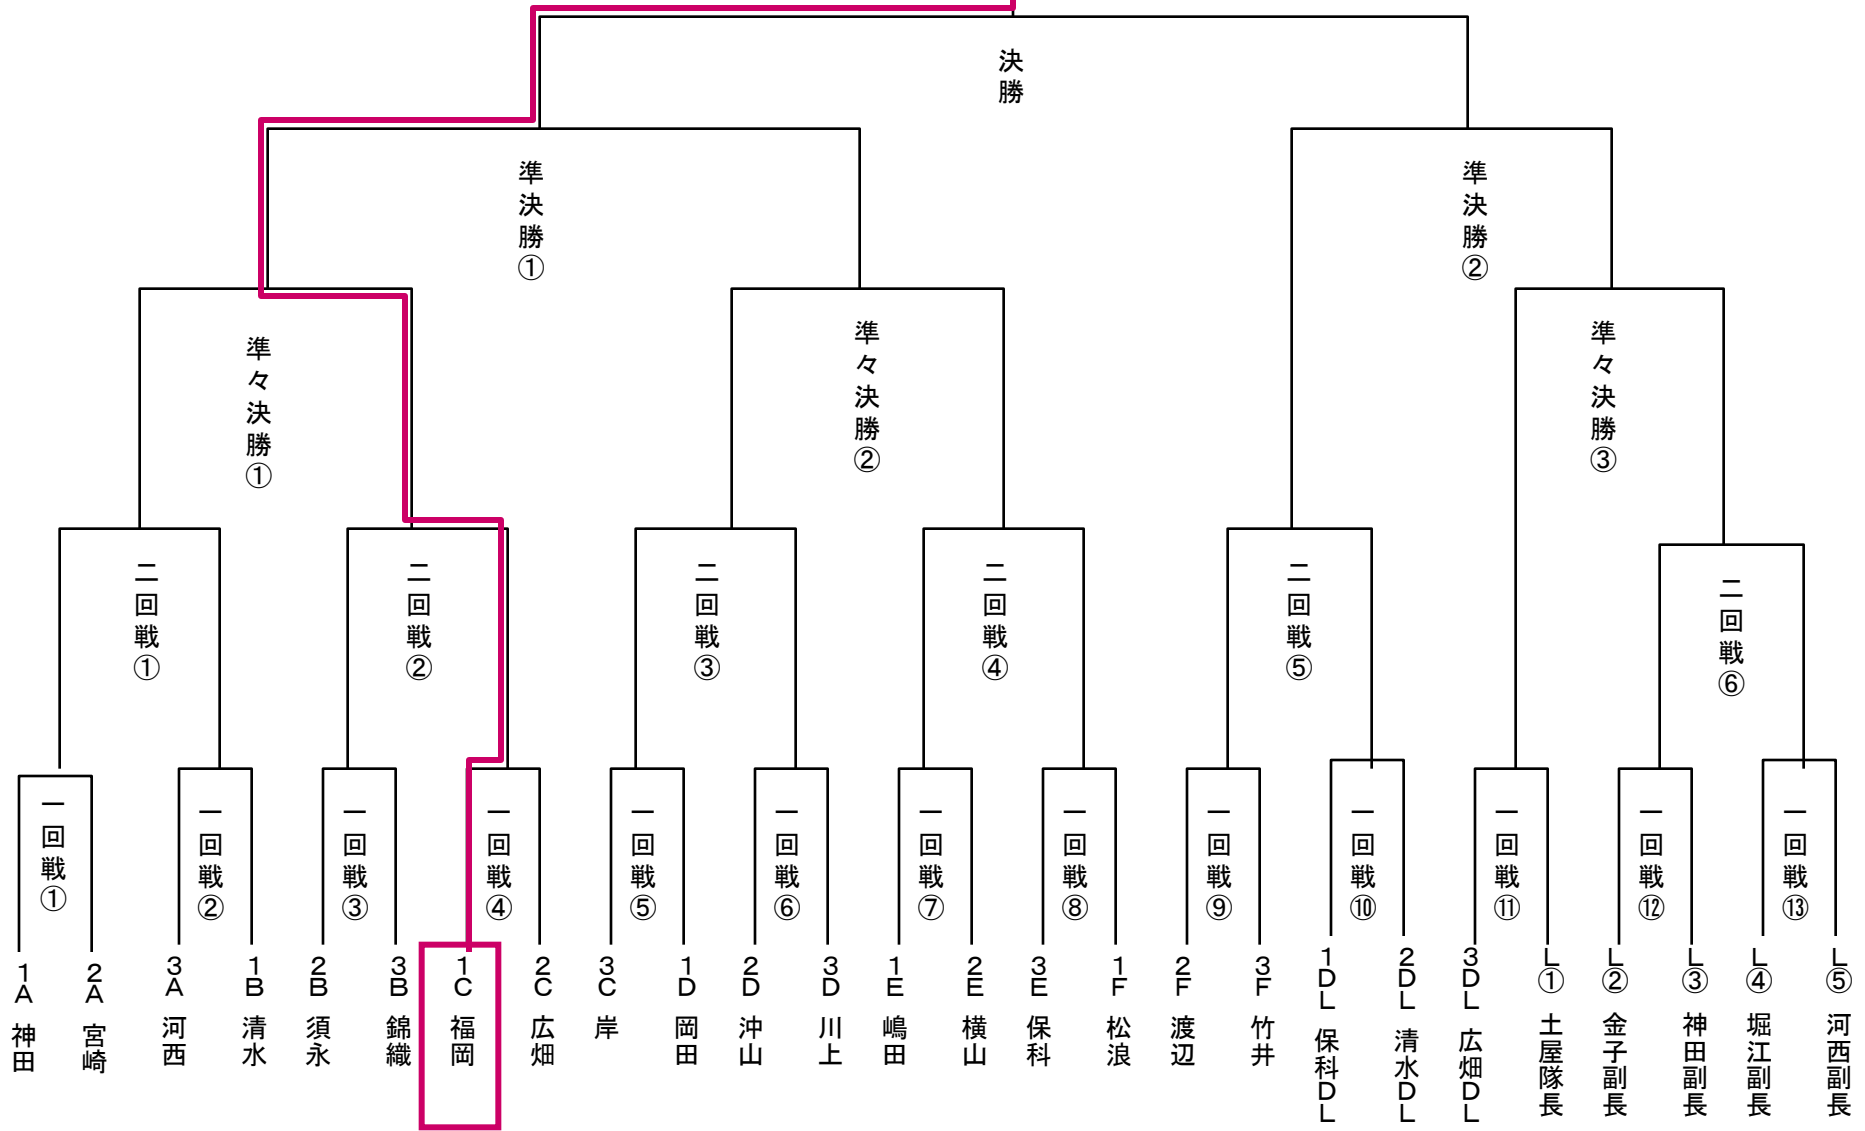 決勝
準決勝①
準決勝②
準々決勝①
準々決勝②
準々決勝③
二回戦①
二回戦②
二回戦③
二回戦④
二回戦⑤
二回戦⑥
一回戦①
一回戦②
一回戦③
一回戦④
一回戦⑤
一回戦⑥
一回戦⑦
一回戦⑧
一回戦⑨
一回戦⑩
一回戦⑪
一回戦⑫
一回戦⑬
1A 神田
2A 宮崎
3A 河西
1B 清水
2B 須永
3B 錦織
1C 福岡
2C 広畑
3C 岸
1D 岡田
2D 沖山
3D 川上
1E 嶋田
2E 横山
3E 保科
1F 松浪
2F 渡辺
3F 竹井
1DL 保科DL
2DL 清水DL
3DL 広畑DL
L① 土屋隊長
L② 金子副長
L③ 神田副長
L④ 堀江副長
L⑤ 河西副長